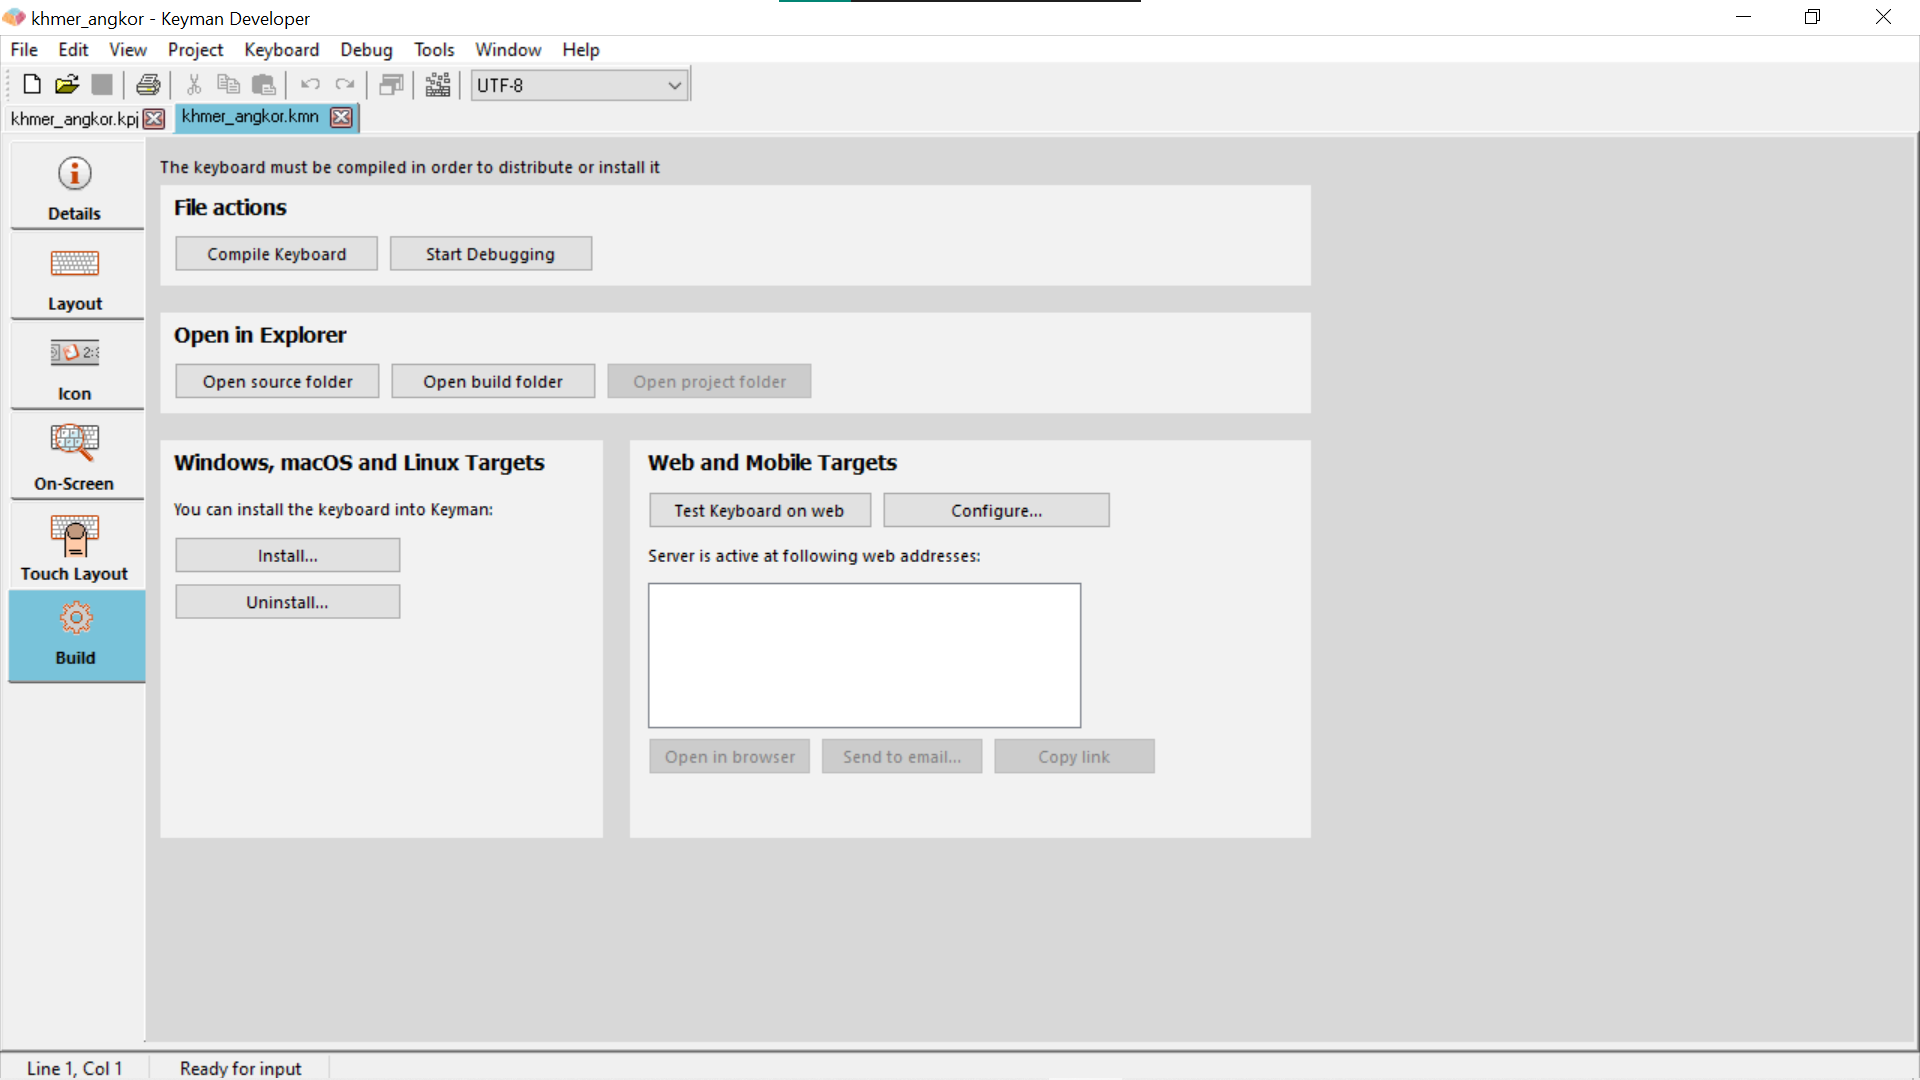 khmer_angkor - Keyman Developer
File Edit View Project Keyboard Debug Tools Window Help
UTF-8
khmer_angkor.kpj khmer_angkor.kmn
Details
Layout
Icon
On-Screen
Touch Layout
Build
The keyboard must be compiled in order to distribute or install it
File actions
Compile Keyboard Start Debugging
Open in Explorer
Open source folder Open build folder Open project folder
Windows, macOS and Linux Targets
You can install the keyboard into Keyman:
Install...
Uninstall...
Web and Mobile Targets
Test Keyboard on web Configure...
Server is active at following web addresses:
Open in browser Send to email... Copy link
Line 1, Col 1 Ready for input